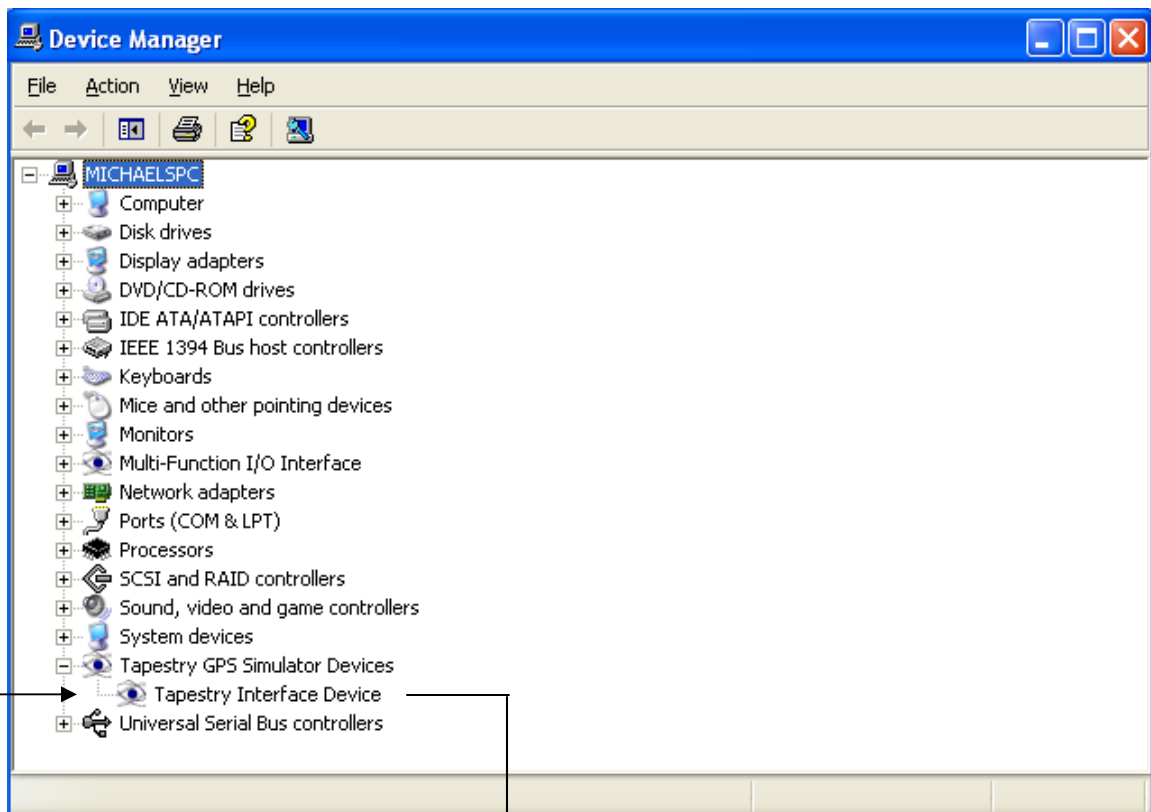 Device Manager
File Action View Help
MICHAELSPC
Computer
Disk drives
Display adapters
DVD/CD-ROM drives
IDE ATA/ATAPI controllers
IEEE 1394 Bus host controllers
Keyboards
Mice and other pointing devices
Monitors
Multi-Function I/O Interface
Network adapters
Ports (COM & LPT)
Processors
SCSI and RAID controllers
Sound, video and game controllers
System devices
Tapestry GPS Simulator Devices
Tapestry Interface Device
Universal Serial Bus controllers